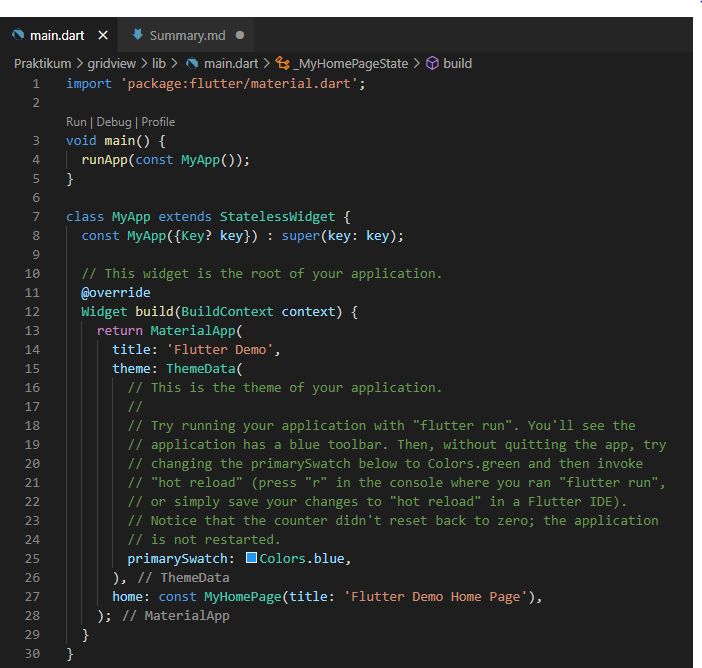 main.dart × Summary.md ●
Praktikum > gridview > lib > main.dart > _MyHomePageState > build
1 import 'package:flutter/material.dart';
2
Run | Debug | Profile
3 void main() {
4 runApp(const MyApp());
5 }
6
7 class MyApp extends StatelessWidget {
8 const MyApp({Key? key}) : super(key: key);
9
10 // This widget is the root of your application.
11 @override
12 Widget build(BuildContext context) {
13 return MaterialApp(
14 title: 'Flutter Demo',
15 theme: ThemeData(
16 // This is the theme of your application.
17 //
18 // Try running your application with "flutter run". You'll see the
19 // application has a blue toolbar. Then, without quitting the app, try
20 // changing the primarySwatch below to Colors.green and then invoke
21 // "hot reload" (press "r" in the console where you ran "flutter run",
22 // or simply save your changes to "hot reload" in a Flutter IDE).
23 // Notice that the counter didn't reset back to zero; the application
24 // is not restarted.
25 primarySwatch: Colors.blue,
26 ), // ThemeData
27 home: const MyHomePage(title: 'Flutter Demo Home Page'),
28 ); // MaterialApp
29 }
30 }